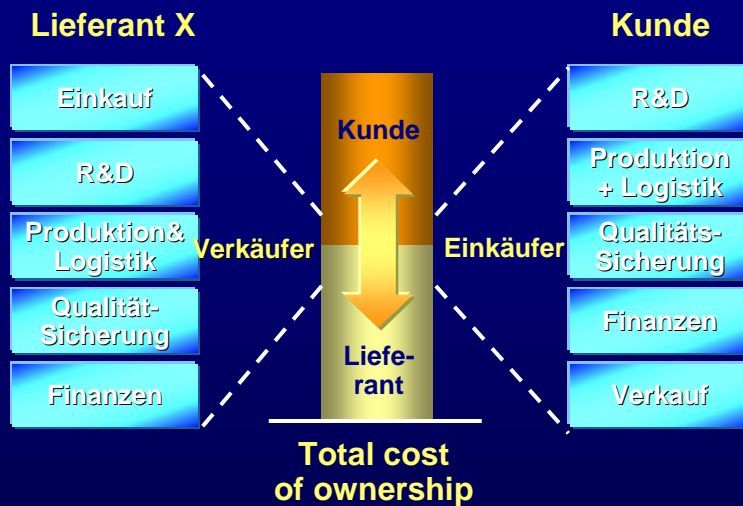 Lieferant X
Einkauf
R&D
Produktion&
Logistik
Qualität-
Sicherung
Finanzen
Verkäufer
Kunde
Liefe-
rant
Total cost
of ownership
Einkäufer
Kunde
R&D
Produktion
+ Logistik
Qualitäts-
Sicherung
Finanzen
Verkauf